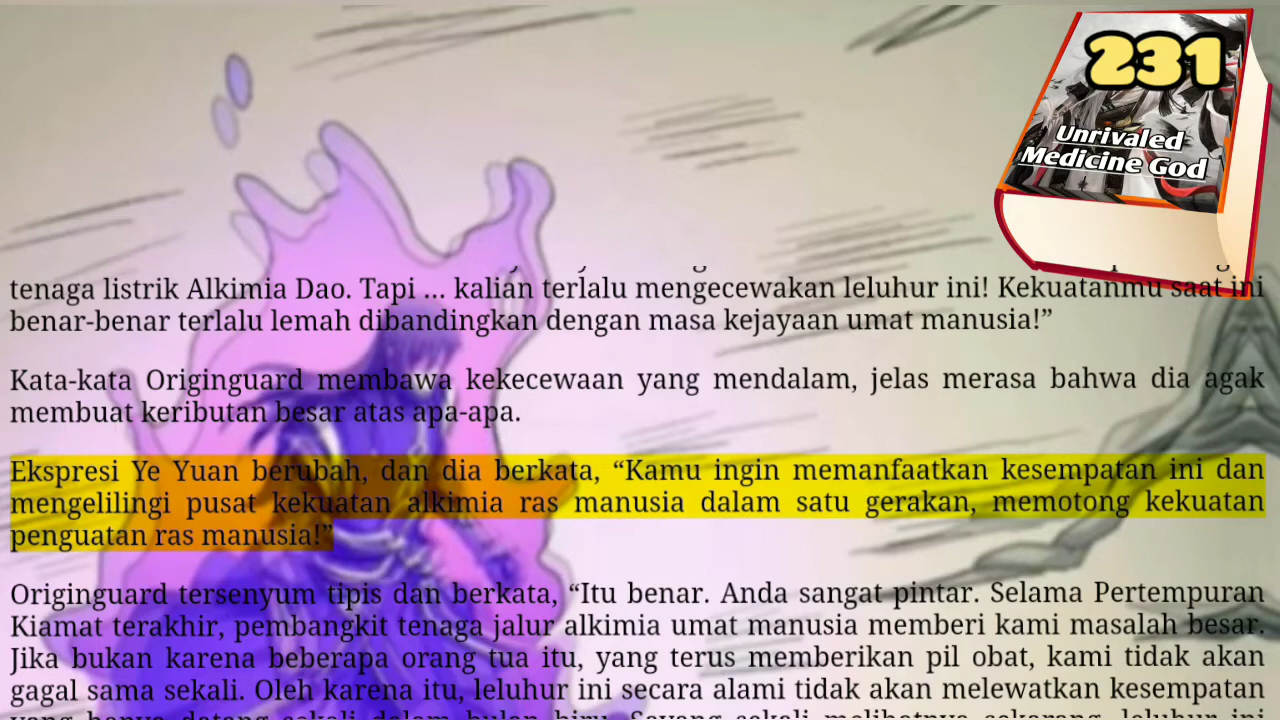 231
Unrivaled
Medicine God
tenaga listrik Alkimia Dao. Tapi ... kalian terlalu mengecewakan leluhur ini! Kekuatanmu saat ini
benar-benar terlalu lemah dibandingkan dengan masa kejayaan umat manusia!”
Kata-kata Originguard membawa kekecewaan yang mendalam, jelas merasa bahwa dia agak
membuat keributan besar atas apa-apa.
Ekspresi Ye Yuan berubah, dan dia berkata, “Kamu ingin memanfaatkan kesempatan ini dan
mengelilingi pusat kekuatan alkimia ras manusia dalam satu gerakan, memotong kekuatan
penguatan ras manusia!”
Originguard tersenyum tipis dan berkata, “Itu benar. Anda sangat pintar. Selama Pertempuran
Kiamat terakhir, pembangkit tenaga jalur alkimia umat manusia memberi kami masalah besar.
Jika bukan karena beberapa orang tua itu, yang terus memberikan pil obat, kami tidak akan
gagal sama sekali. Oleh karena itu, leluhur ini secara alami tidak akan melewatkan kesempatan